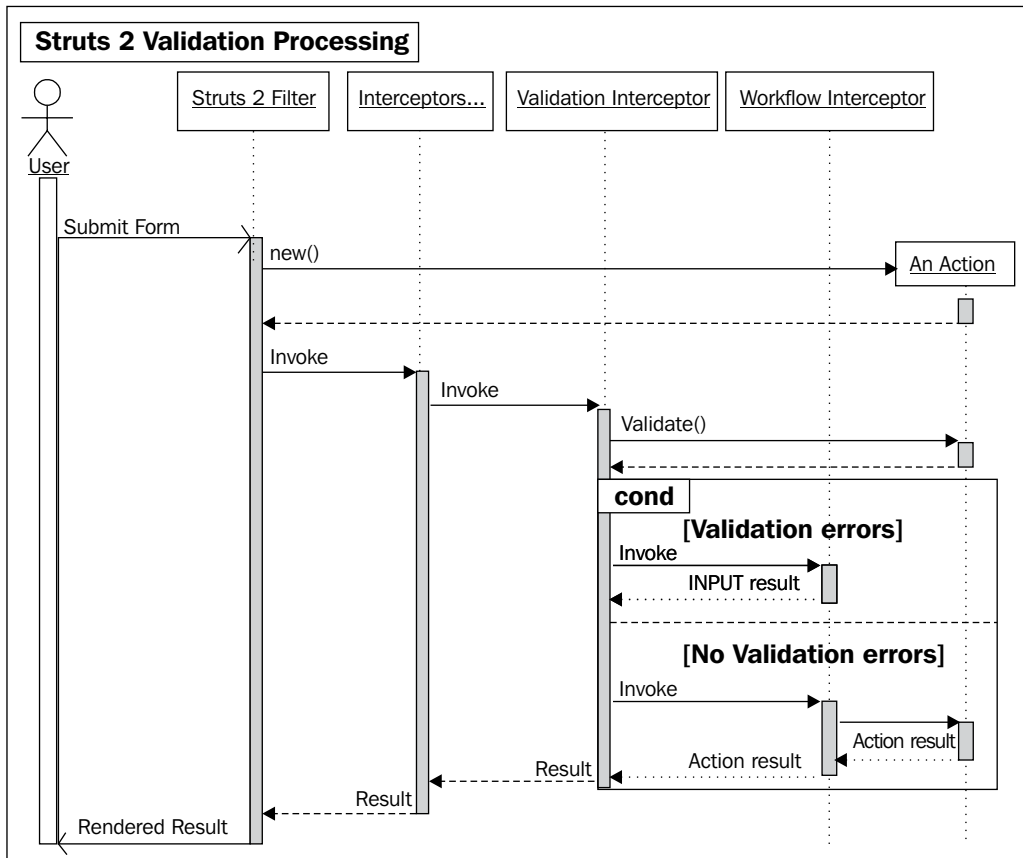 Struts 2 Validation Processing
User
Struts 2 Filter
Interceptors...
Validation Interceptor
Workflow Interceptor
Submit Form
new()
An Action
Invoke
Invoke
Validate()
cond
[Validation errors]
Invoke
INPUT result
[No Validation errors]
Invoke
Action result
Action result
Result
Result
Rendered Result